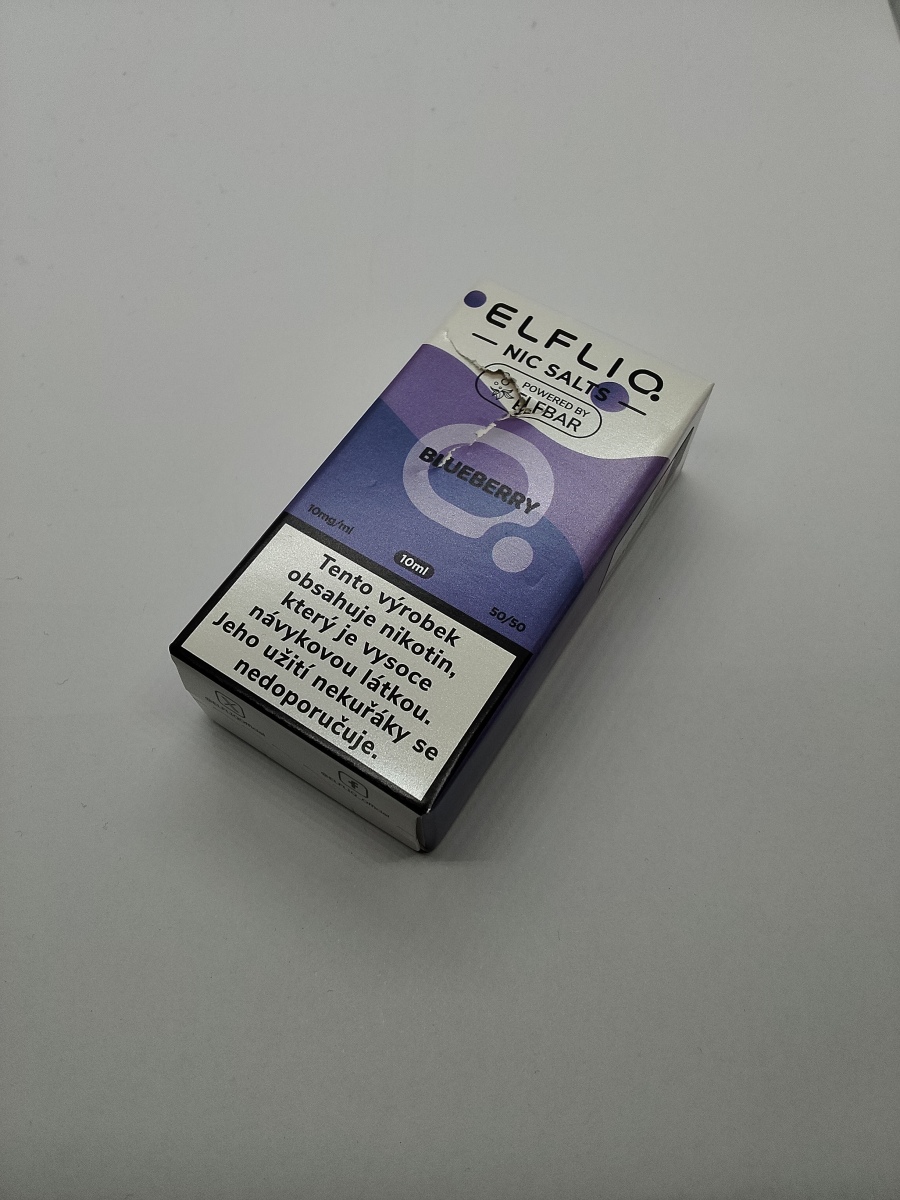 ELFLIQ
NIC SALTS
POWERED BY
ELFBAR
BLUEBERRY
10mg/ml
10ml
50/50
Tento výrobek
obsahuje nikotin,
který je vysoce
návykovou látkou.
Jeho užití nekuřáky se
nedoporučuje.